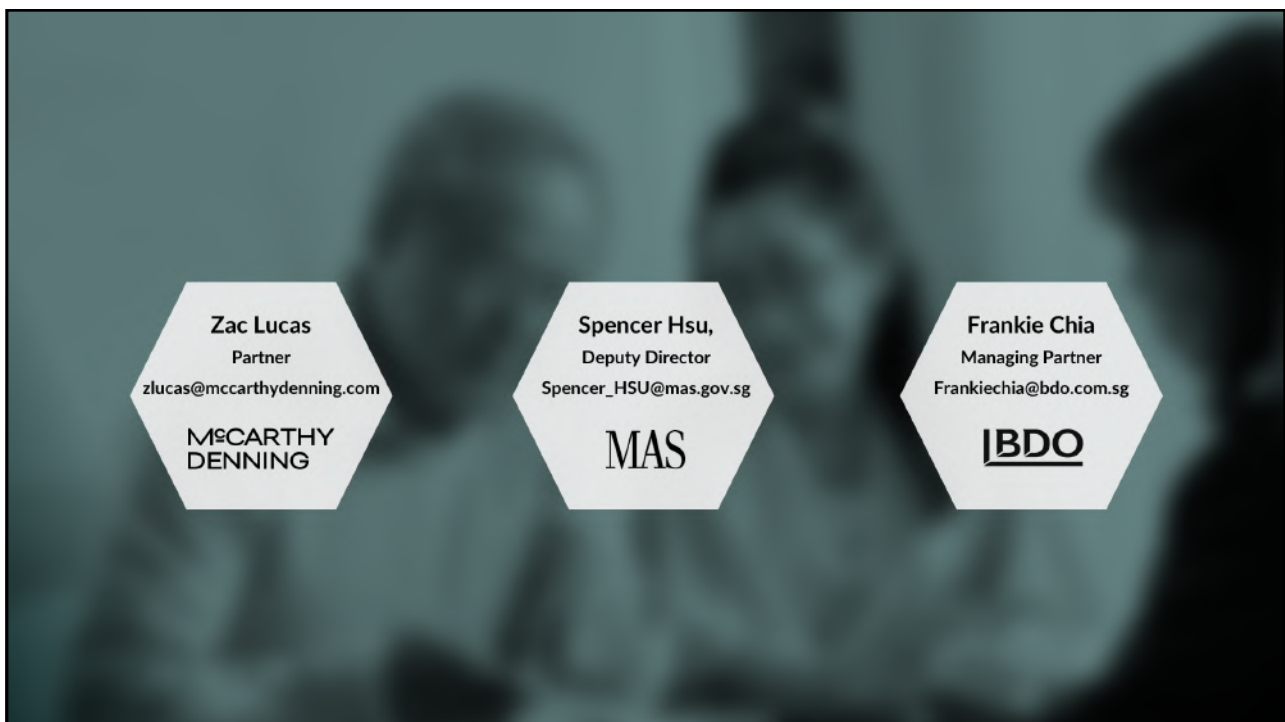 Zac Lucas
Partner
zlucas@mccarthydenning.com
MCCARTHY
DENNING
Spencer Hsu,
Deputy Director
Spencer_HSU@mas.gov.sg
MAS
Frankie Chia
Managing Partner
Frankiechia@bdo.com.sg
BDO